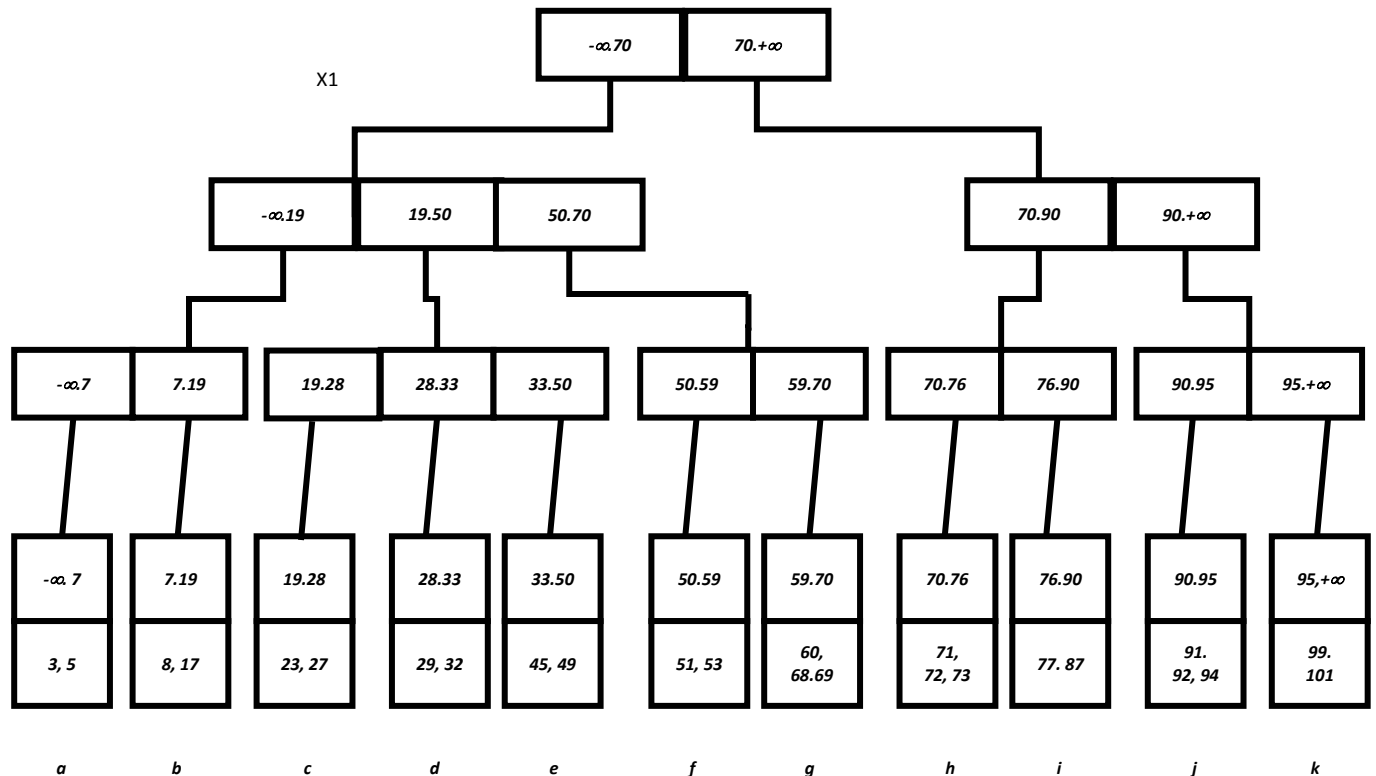 -∞.70 70.+∞
X1
-∞.19 19.50 50.70 70.90 90.+∞
-∞.7 7.19 19.28 28.33 33.50 50.59 59.70 70.76 76.90 90.95 95.+∞
-∞. 7 7.19 19.28 28.33 33.50 50.59 59.70 70.76 76.90 90.95 95,+∞
3, 5 8, 17 23, 27 29, 32 45, 49 51, 53 60, 68.69 71, 72, 73 77. 87 91. 92, 94 99. 101
a b c d e f g h i j k